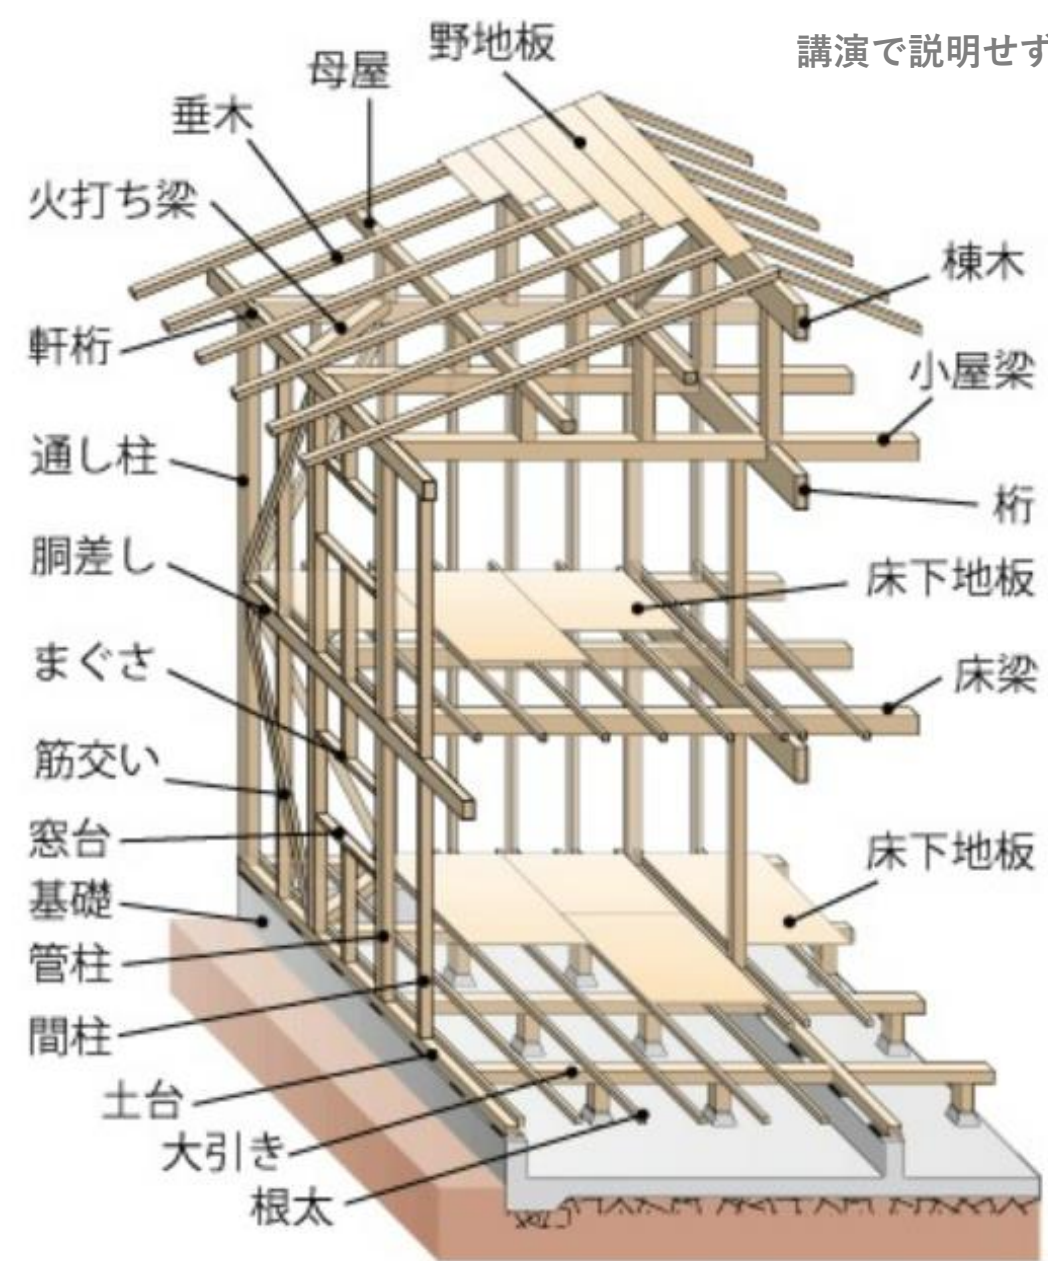 講演で説明せず
野地板
母屋
垂木
火打ち梁
軒桁
通し柱
胴差し
まぐさ
筋交い
窓台
基礎
管柱
間柱
土台
大引き
根太
棟木
小屋梁
桁
床下地板
床梁
床下地板